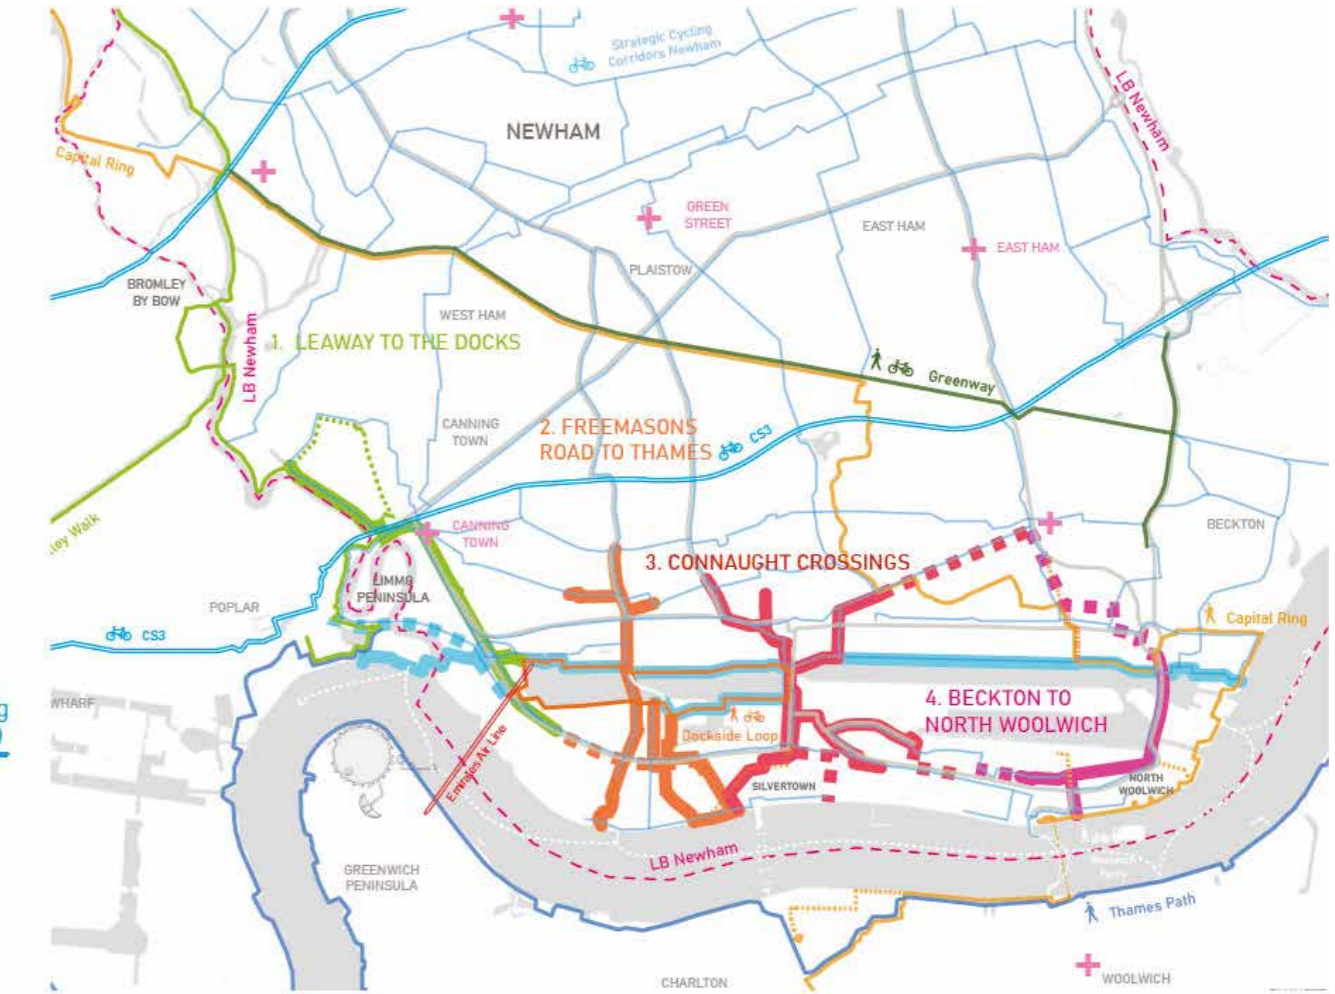 Strategic Cycling
Corridors Newham
NEWHAM
LB Newham
Capital Ring
GREEN
STREET
EAST HAM
EAST HAM
PLAISTOW
BROMLEY
BY BOW
WEST HAM
LB Newham
1. LEAWAY TO THE DOCKS
Greenway
CANNING
TOWN
2. FREEMASONS
ROAD TO THAMES
CS3
CANNING
TOWN
BECKTON
3. CONNAUGHT CROSSINGS
LIMMO
PENINSULA
POPLAR
CS3
Capital Ring
WHARF
4. BECKTON TO
NORTH WOOLWICH
Dockside Loop
Emirates Air Line
SILVERTOWN
NORTH
WOOLWICH
LB Newham
GREENWICH
PENINSULA
Thames Path
CHARLTON
WOOLWICH